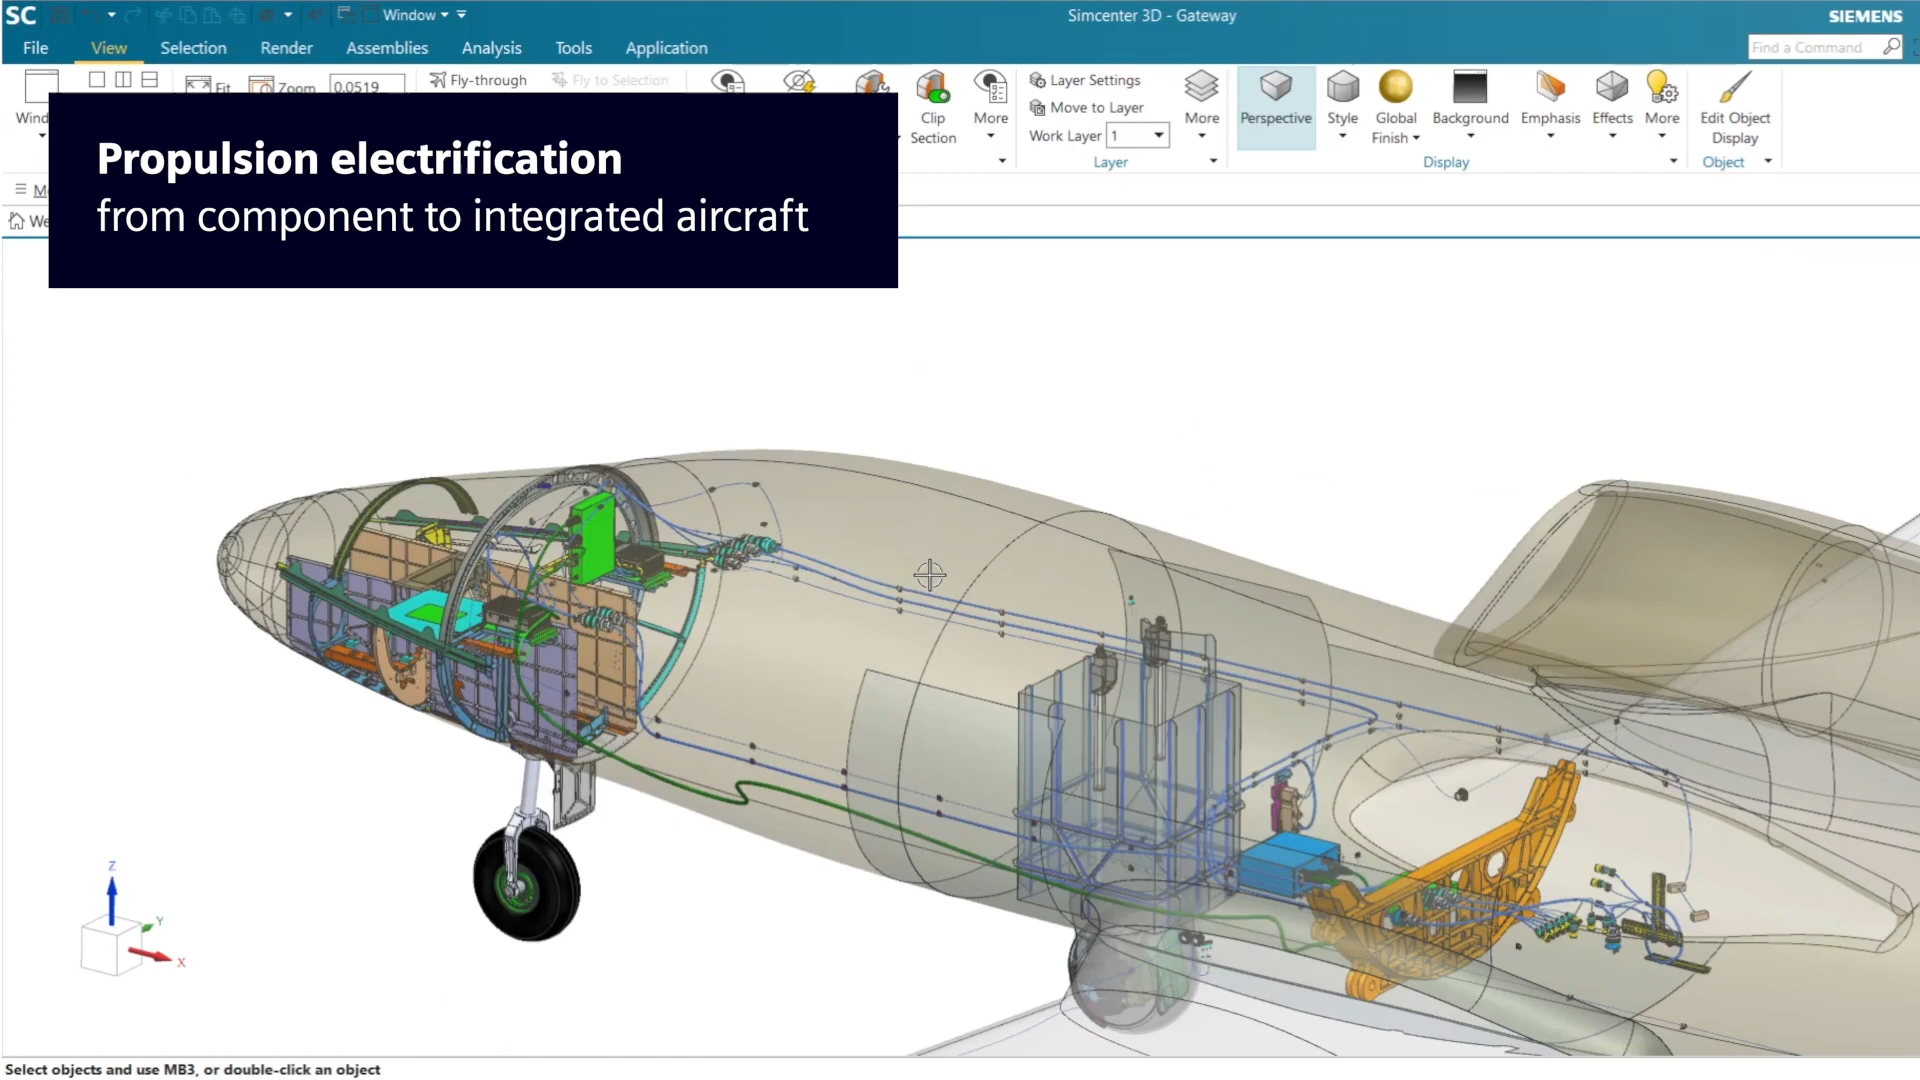 SC
Window
Simcenter 3D - Gateway
SIEMENS
File
View
Selection
Render
Assemblies
Analysis
Tools
Application
Find a Command
Fit
Zoom
0.0519
Fly-through
Fly to Selection
Clip
Section
More
Layer Settings
Move to Layer
Work Layer 1
More
Layer
Perspective
Style
Global
Finish
Background
Emphasis
Effects
More
Display
Edit Object
Display
Object
Propulsion electrification
from component to integrated aircraft
Z
Y
X
Select objects and use MB3, or double-click an object